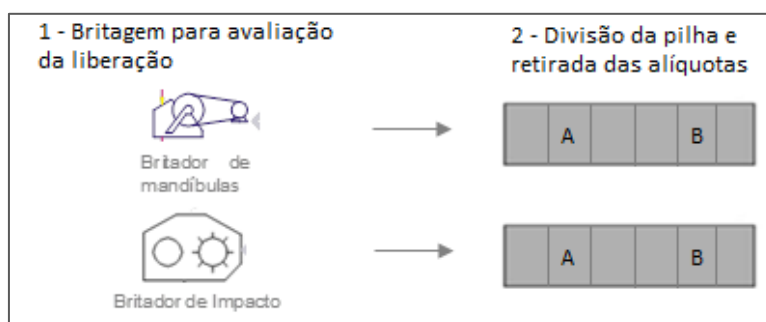 1 - Britagem para avaliação
da liberação
2 - Divisão da pilha e
retirada das alíquotas
Britador de
mandíbulas
A
B
Britador de Impacto
A
B